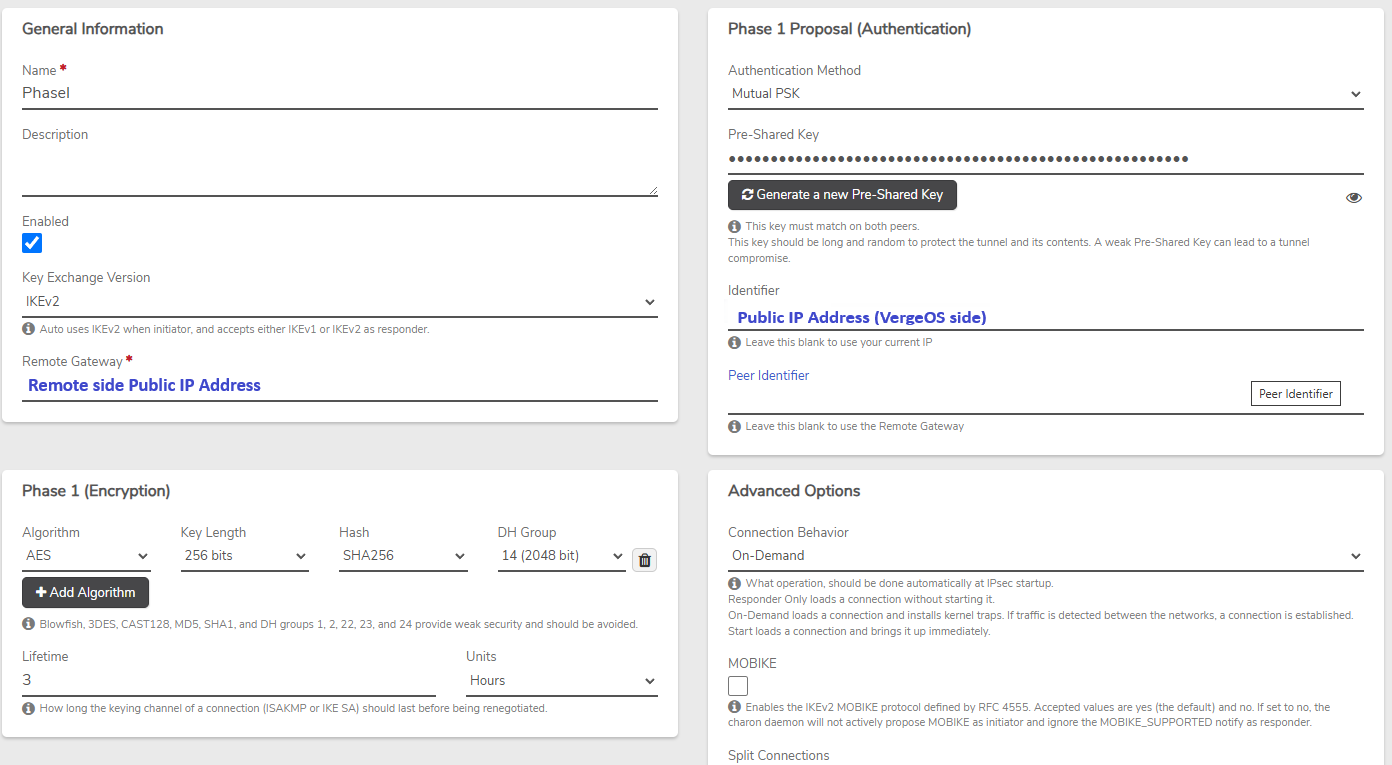 General Information
Name *
PhaseI
Description
Enabled
Key Exchange Version
IKEv2
Auto uses IKEv2 when initiator, and accepts either IKEv1 or IKEv2 as responder.
Remote Gateway *
Remote side Public IP Address
Phase 1 Proposal (Authentication)
Authentication Method
Mutual PSK
Pre-Shared Key
Generate a new Pre-Shared Key
This key must match on both peers.
This key should be long and random to protect the tunnel and its contents. A weak Pre-Shared Key can lead to a tunnel
compromise.
Identifier
Public IP Address (VergeOS side)
Leave this blank to use your current IP
Peer Identifier
Peer Identifier
Leave this blank to use the Remote Gateway
Phase 1 (Encryption)
Algorithm Key Length Hash DH Group
AES 256 bits SHA256 14 (2048 bit)
Add Algorithm
Blowfish, 3DES, CAST128, MD5, SHA1, and DH groups 1, 2, 22, 23, and 24 provide weak security and should be avoided.
Lifetime Units
3 Hours
How long the keying channel of a connection (ISAKMP or IKE SA) should last before being renegotiated.
Advanced Options
Connection Behavior
On-Demand
What operation, should be done automatically at IPsec startup.
Responder Only loads a connection without starting it.
On-Demand loads a connection and installs kernel traps. If traffic is detected between the networks, a connection is established.
Start loads a connection and brings it up immediately.
MOBIKE
Enables the IKEv2 MOBIKE protocol defined by RFC 4555. Accepted values are yes (the default) and no. If set to no, the
charon daemon will not actively propose MOBIKE as initiator and ignore the MOBIKE_SUPPORTED notify as responder.
Split Connections